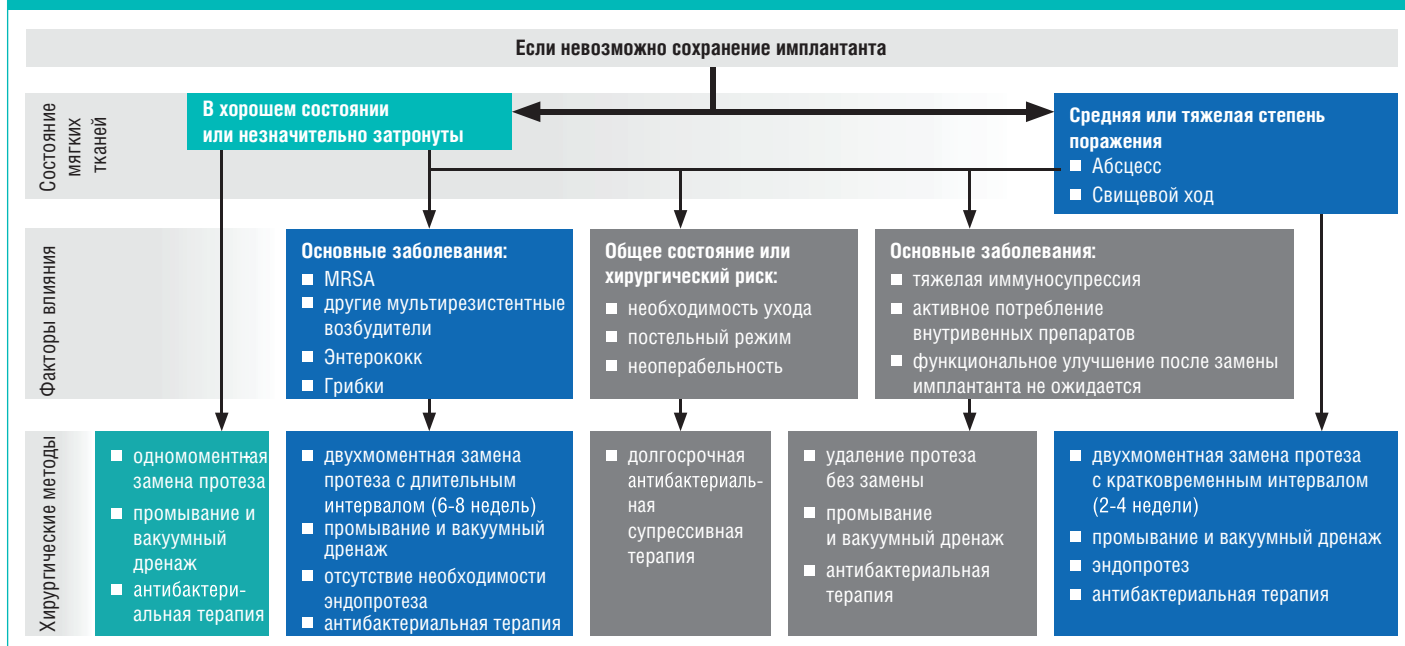 Если невозможно сохранение имплантанта
Состояние
мягких
тканей
В хорошем состоянии
или незначительно затронуты
Средняя или тяжелая степень
поражения
Абсцесс
Свищевой ход
Факторы влияния
Основные заболевания:
MRSA
другие мультирезистентные
возбудители
Энтерококк
Грибки
Общее состояние или
хирургический риск:
необходимость ухода
постельный режим
неоперабельность
Основные заболевания:
тяжелая иммуносупрессия
активное потребление
внутривенных препаратов
функциональное улучшение после замены
имплантанта не ожидается
Хирургические методы
одномоментная
замена протеза
промывание и
вакуумный
дренаж
антибактери-
альная терапия
двухмоментная замена
протеза с длительным
интервалом (6-8 недель)
промывание и вакуумный
дренаж
отсутствие необходимости
эндопротеза
антибактериальная терапия
долгосрочная
антибактериаль-
ная
супрессивная
терапия
удаление протеза
без замены
промывание
и вакуумный дренаж
антибактериальная
терапия
двухмоментная замена протеза
с кратковременным интервалом
(2-4 недели)
промывание и вакуумный дренаж
эндопротез
антибактериальная терапия